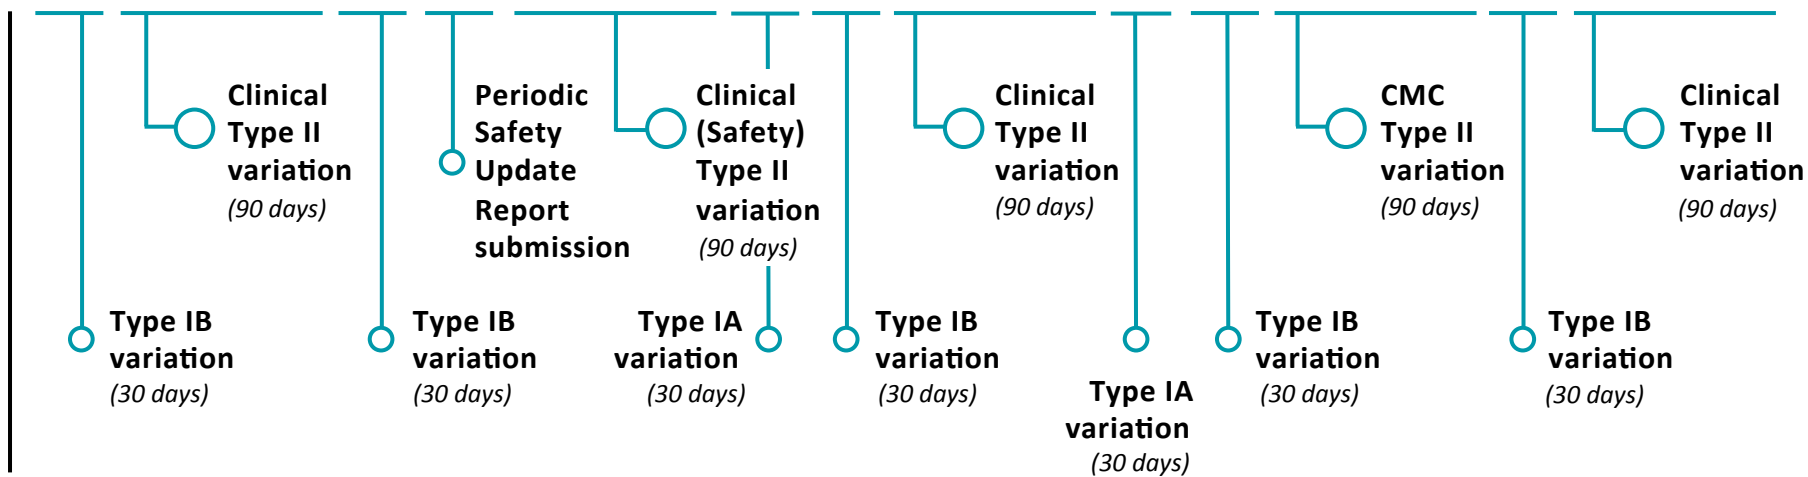 Clinical
Type II
variation
(90 days)
Periodic
Safety
Update
Report
submission
Clinical
(Safety)
Type II
variation
(90 days)
Clinical
Type II
variation
(90 days)
CMC
Type II
variation
(90 days)
Clinical
Type II
variation
(90 days)
Type IB
variation
(30 days)
Type IB
variation
(30 days)
Type IA
variation
(30 days)
Type IB
variation
(30 days)
Type IA
variation
(30 days)
Type IB
variation
(30 days)
Type IB
variation
(30 days)